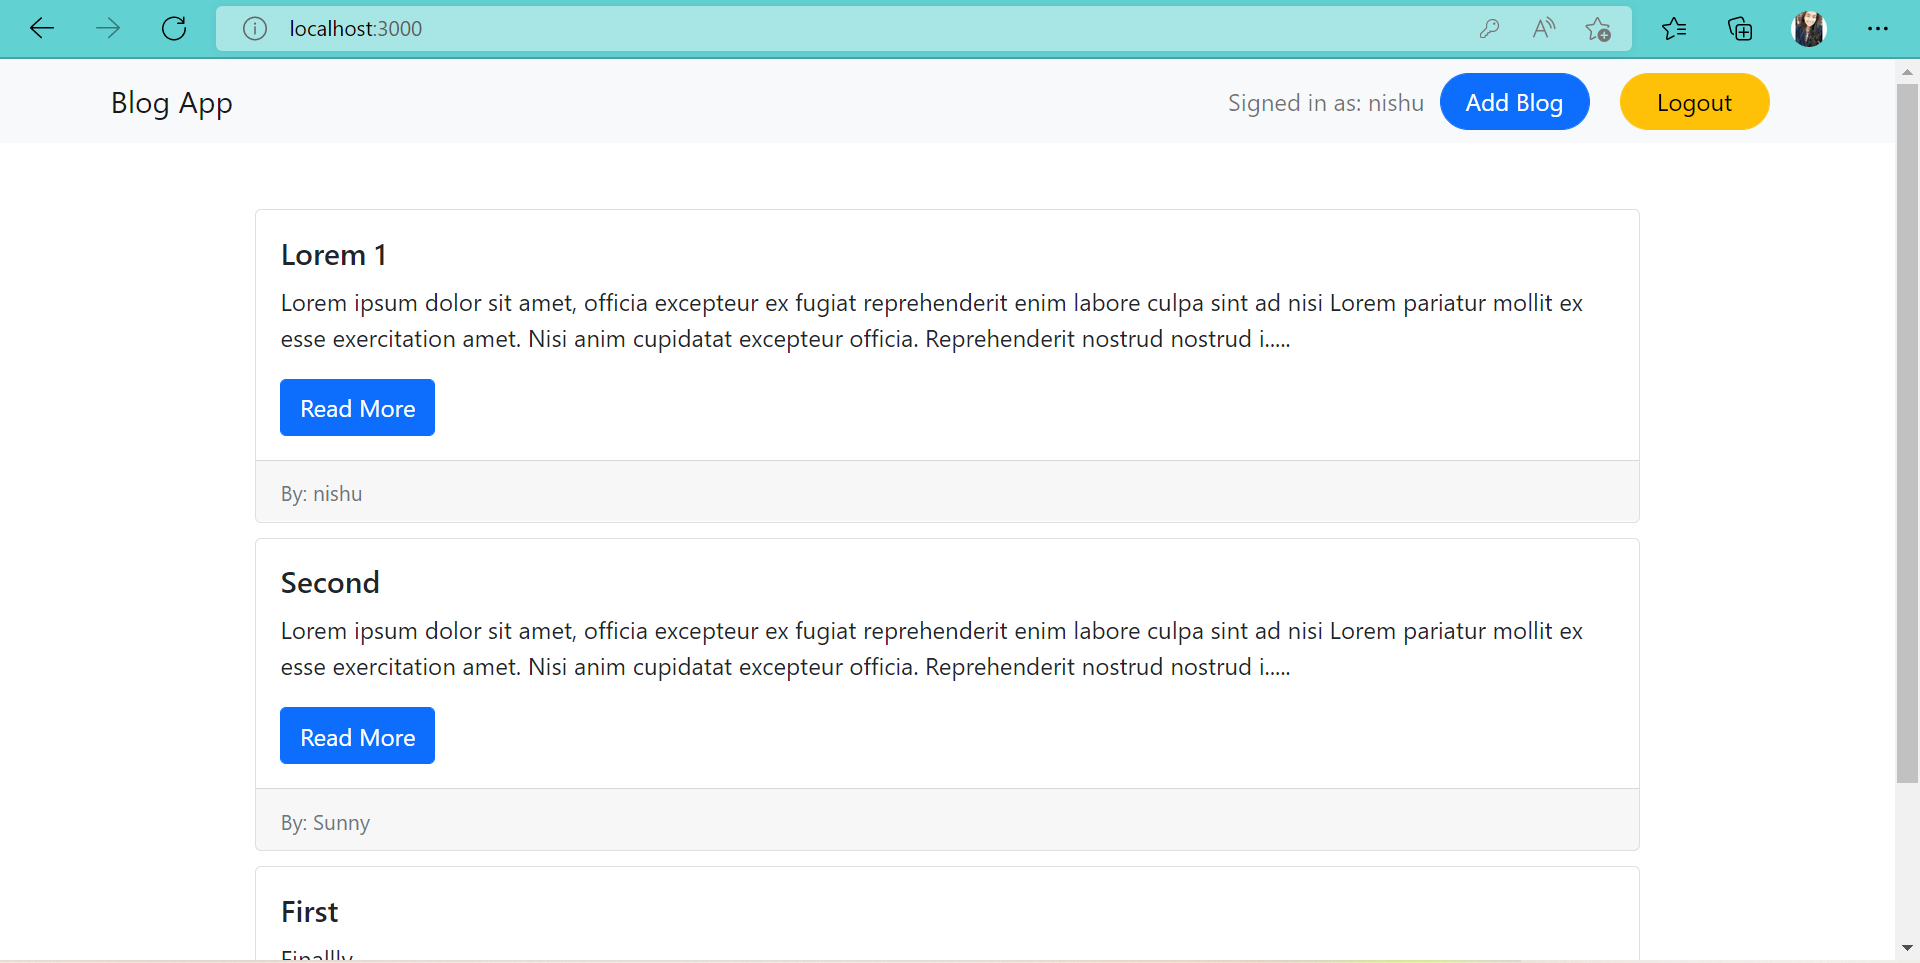 localhost:3000
Blog App
Signed in as: nishu
Add Blog
Logout
Lorem 1
Lorem ipsum dolor sit amet, officia excepteur ex fugiat reprehenderit enim labore culpa sint ad nisi Lorem pariatur mollit ex
esse exercitation amet. Nisi anim cupidatat excepteur officia. Reprehenderit nostrud nostrud i.....
Read More
By: nishu
Second
Lorem ipsum dolor sit amet, officia excepteur ex fugiat reprehenderit enim labore culpa sint ad nisi Lorem pariatur mollit ex
esse exercitation amet. Nisi anim cupidatat excepteur officia. Reprehenderit nostrud nostrud i.....
Read More
By: Sunny
First
Finallly